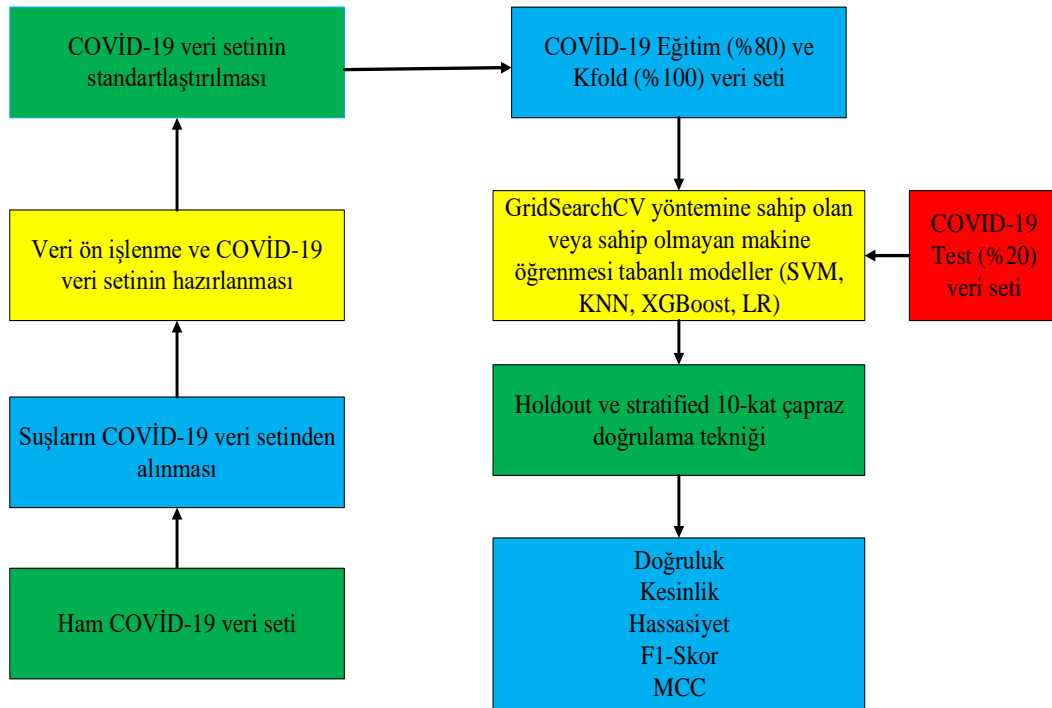 COVİD-19 veri setinin
standartlaştırılması
COVİD-19 Eğitim (%80) ve
Kfold (%100) veri seti
Veri ön işlenme ve COVİD-19
veri setinin hazırlanması
GridSearchCV yöntemine sahip olan
veya sahip olmayan makine
öğrenmesi tabanlı modeller (SVM,
KNN, XGBoost, LR)
COVID-19
Test (%20)
veri seti
Suşların COVİD-19 veri setinden
alınması
Holdout ve stratified 10-kat çapraz
doğrulama tekniği
Ham COVİD-19 veri seti
Doğruluk
Kesinlik
Hassasiyet
F1-Skor
MCC